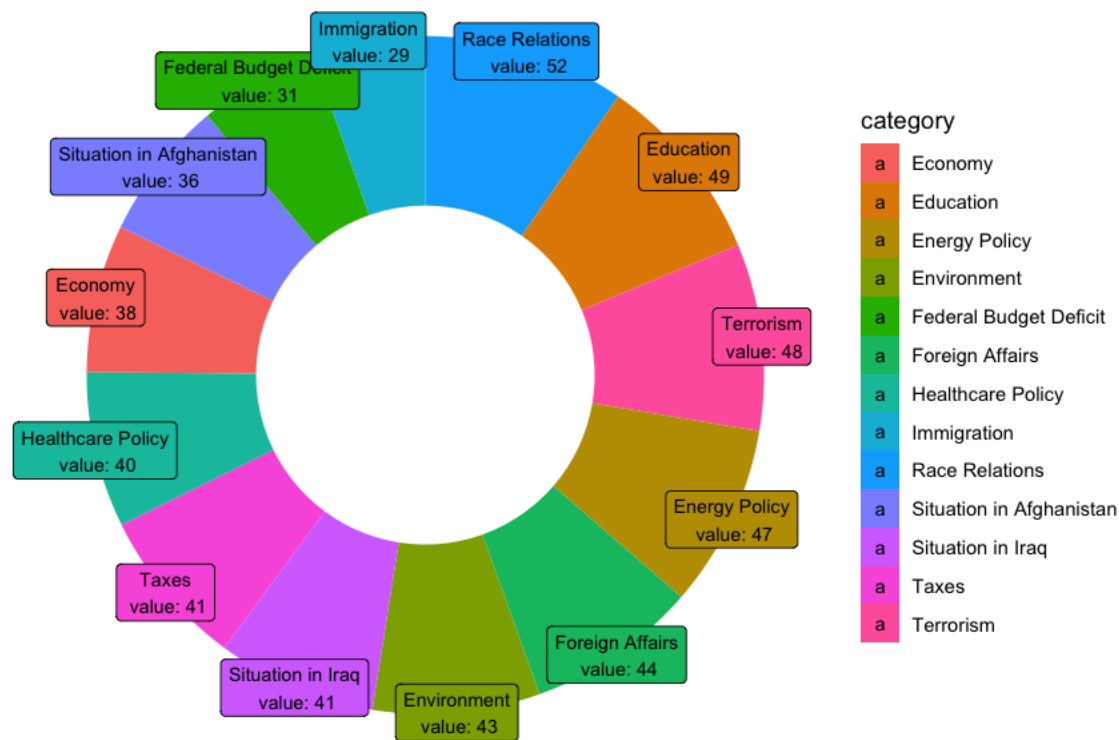 Immigration
value: 29
Race Relations
value: 52
Federal Budget Deficit
value: 31
Education
value: 49
Situation in Afghanistan
value: 36
Economy
value: 38
Terrorism
value: 48
Healthcare Policy
value: 40
Energy Policy
value: 47
Taxes
value: 41
Foreign Affairs
value: 44
Situation in Iraq
value: 41
Environment
value: 43
category
a Economy
a Education
a Energy Policy
a Environment
a Federal Budget Deficit
a Foreign Affairs
a Healthcare Policy
a Immigration
a Race Relations
a Situation in Afghanistan
a Situation in Iraq
a Taxes
a Terrorism